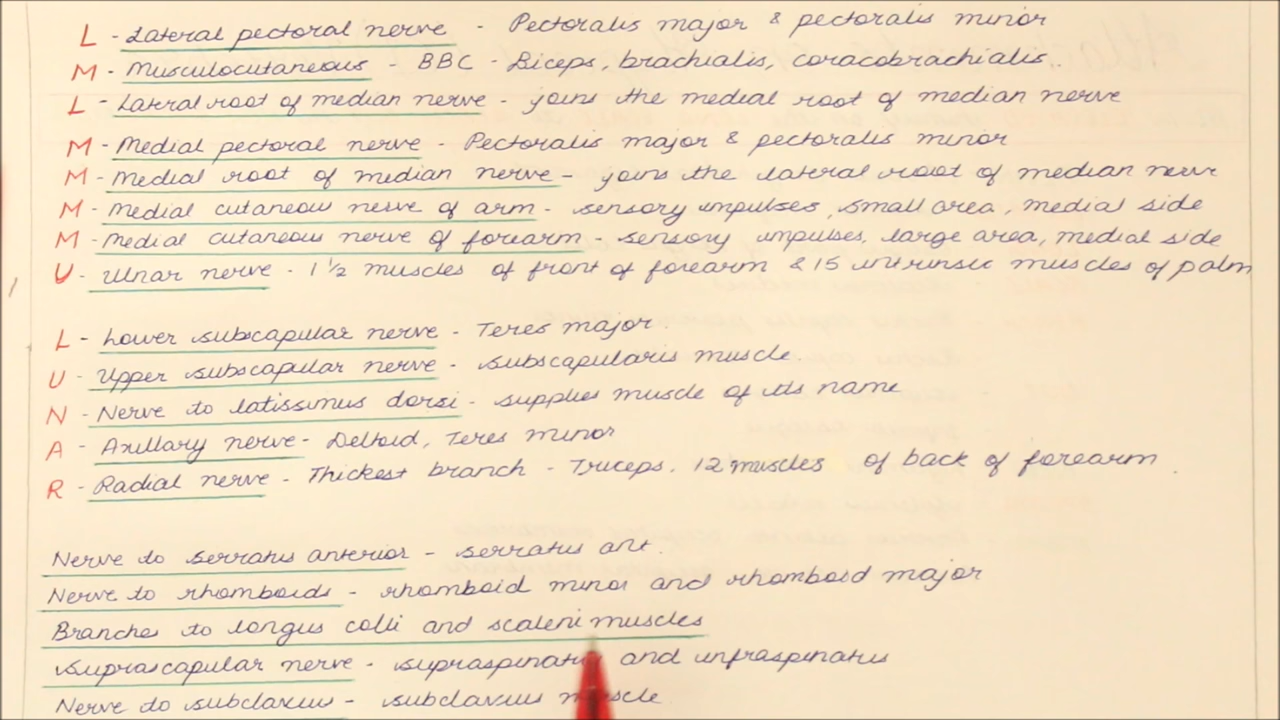 L - Lateral pectoral nerve - Pectoralis major & pectoralis minor
M - Musculocutaneous - BBC - Biceps, brachialis, coracobrachialis.
L - Latral root of median nerve - joins the medial root of median nerve
M - Medial pectoral nerve - Pectoralis major & pectoralis minor
M - Medial root of median nerve - joins the lateral root of median nerve
M - Medial cutaneous nerve of arm - sensory impulses, small area, medial side
M - Medial cutaneous nerve of forearm - sensory impulses, large area, medial side
U - Ulnar nerve - 1 1/2 muscles of front of forearm & 15 intrinsic muscles of palm
L - Lower subscapular nerve - Teres major.
U - Upper subscapular nerve - subscapularis muscle.
N - Nerve to latissimus dorsi - supplies muscle of its name
A - Axillary nerve - Deltoid, Teres minor
R - Radial nerve - Thickest branch - Triceps, 12 muscles of back of forearm.
Nerve to serratus anterior - serratus ant.
Nerve to rhomboids - rhomboid minor and rhomboid major
Branches to longus colli and scaleni muscles
Suprascapular nerve - supraspinatus and infraspinatus
Nerve to subclavius - subclavius muscle